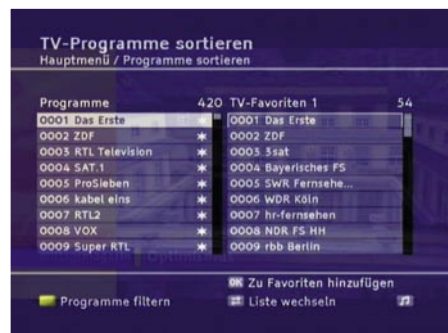 TV-Programme sortieren
Hauptmenü / Programme sortieren
Programme 420 TV-Favoriten 1 54
0001 Das Erste * 0001 Das Erste
0002 ZDF * 0002 ZDF
0003 RTL Television * 0003 3sat
0004 SAT.1 * 0004 Bayerisches FS
0005 ProSieben * 0005 SWR Fernsehe...
0006 kabel eins * 0006 WDR Köln
0007 RTL2 * 0007 hr-fernsehen
0008 VOX * 0008 NDR FS HH
0009 Super RTL * 0009 rbb Berlin
OK Zu Favoriten hinzufügen
Programme filtern Liste wechseln